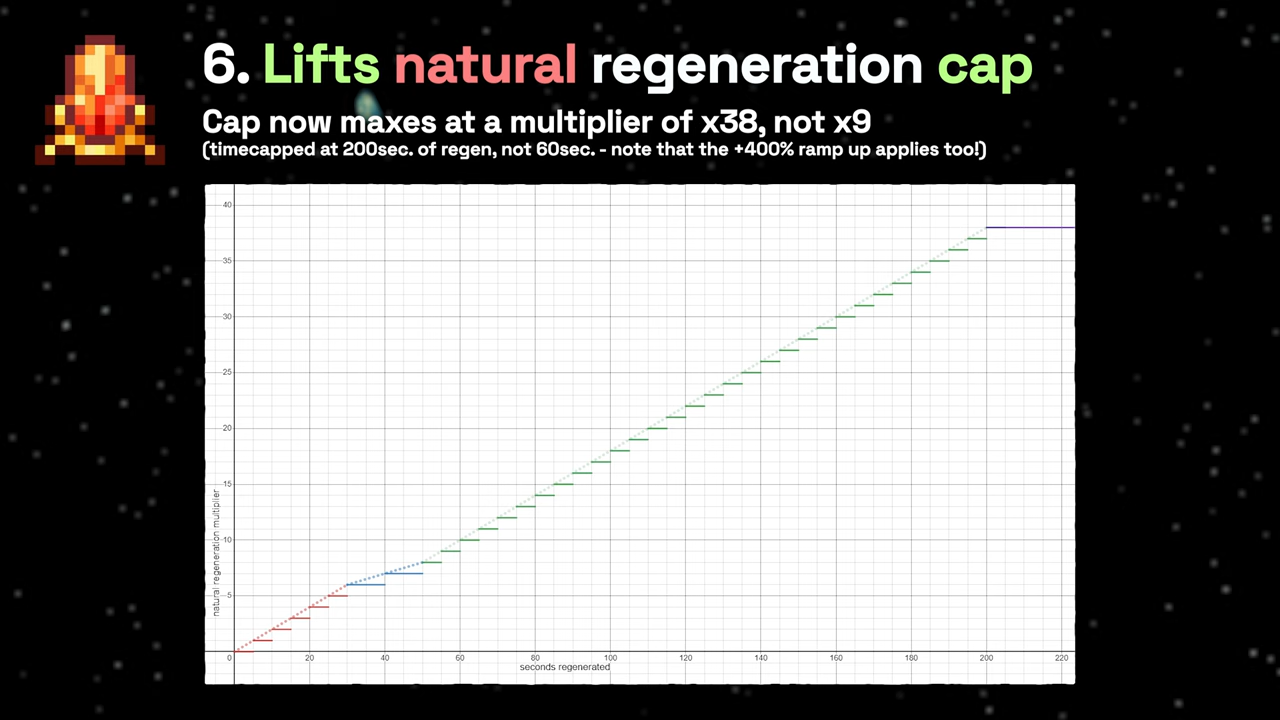 6. Lifts natural regeneration cap
Cap now maxes at a multiplier of x38, not x9
(timecapped at 200sec. of regen, not 60sec. - note that the +400% ramp up applies too!)
40
35
30
25
20
15
10
5
natural regeneration multiplier
0 20 40 60 80 100 120 140 160 180 200 220
seconds regenerated